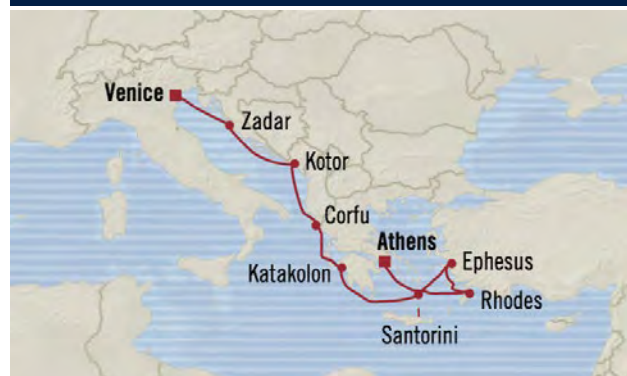 Venice
Zadar
Kotor
Corfu
Athens
Ephesus
Katakolon
Rhodes
Santorini